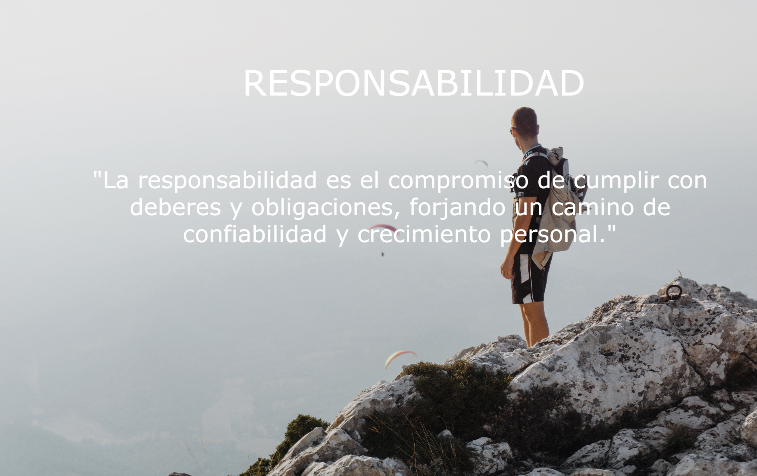 RESPONSABILIDAD
"La responsabilidad es el compromiso de cumplir con
deberes y obligaciones, forjando un camino de
confiabilidad y crecimiento personal."